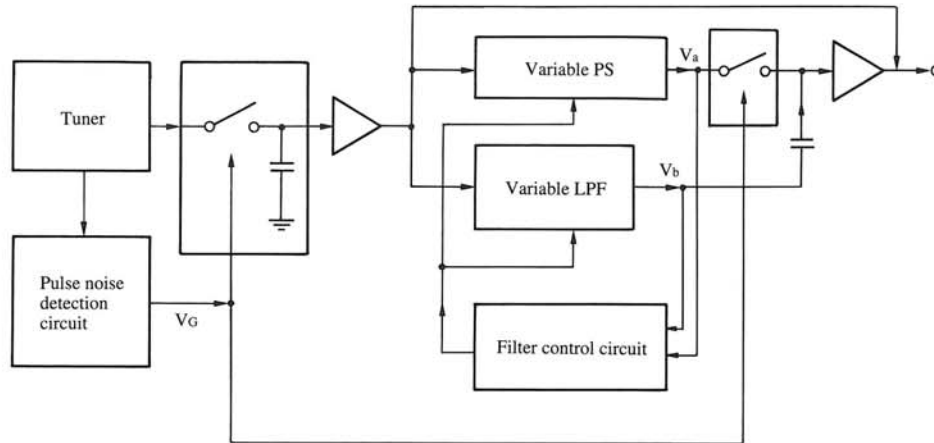 Tuner
Variable PS
Va
Variable LPF
Vb
Pulse noise
detection
circuit
VG
Filter control circuit